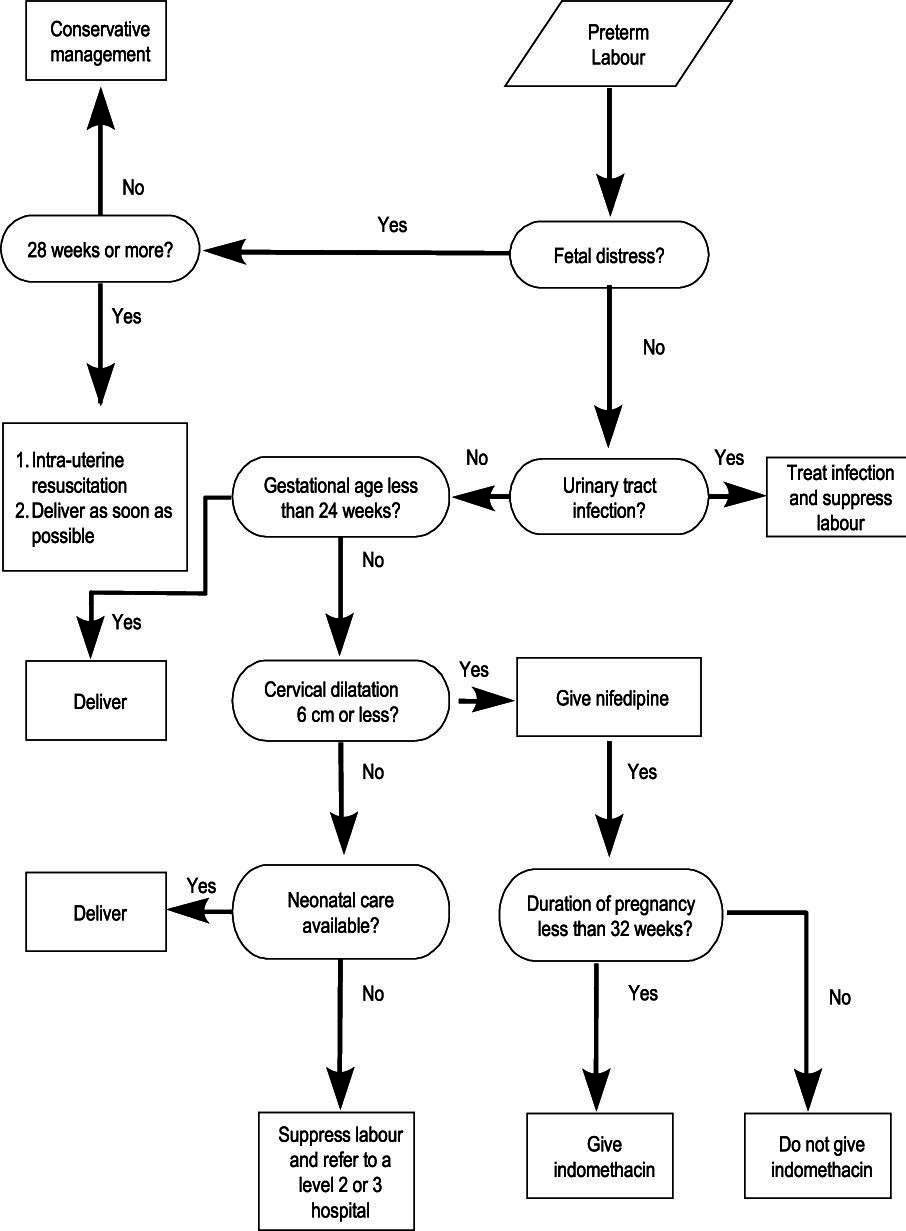 Conservative
management
Preterm
Labour
No
28 weeks or more?
Yes
Fetal distress?
Yes
No
1. Intra-uterine
resuscitation
2. Deliver as soon as
possible
Gestational age less
than 24 weeks?
No
Urinary tract
infection?
Yes
Treat infection
and suppress
labour
Yes
No
Deliver
Cervical dilatation
6 cm or less?
Yes
Give nifedipine
No
Yes
Deliver
Yes
Neonatal care
available?
Duration of pregnancy
less than 32 weeks?
No
Yes
No
Suppress labour
and refer to a
level 2 or 3
hospital
Give
indomethacin
Do not give
indomethacin